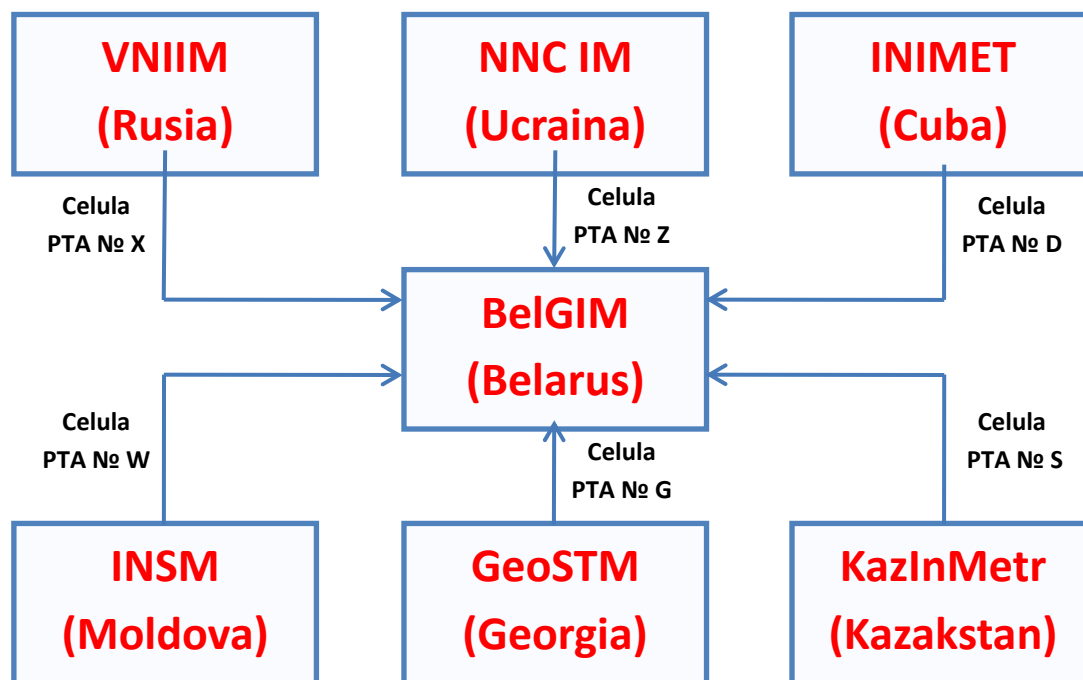 VNIIM
(Rusia)
NNC IM
(Ucraina)
INIMET
(Cuba)
Celula
PTA № X
Celula
PTA № Z
Celula
PTA № D
BelGIM
(Belarus)
Celula
PTA № W
Celula
PTA № G
Celula
PTA № S
INSM
(Moldova)
GeoSTM
(Georgia)
KazInMetr
(Kazakstan)